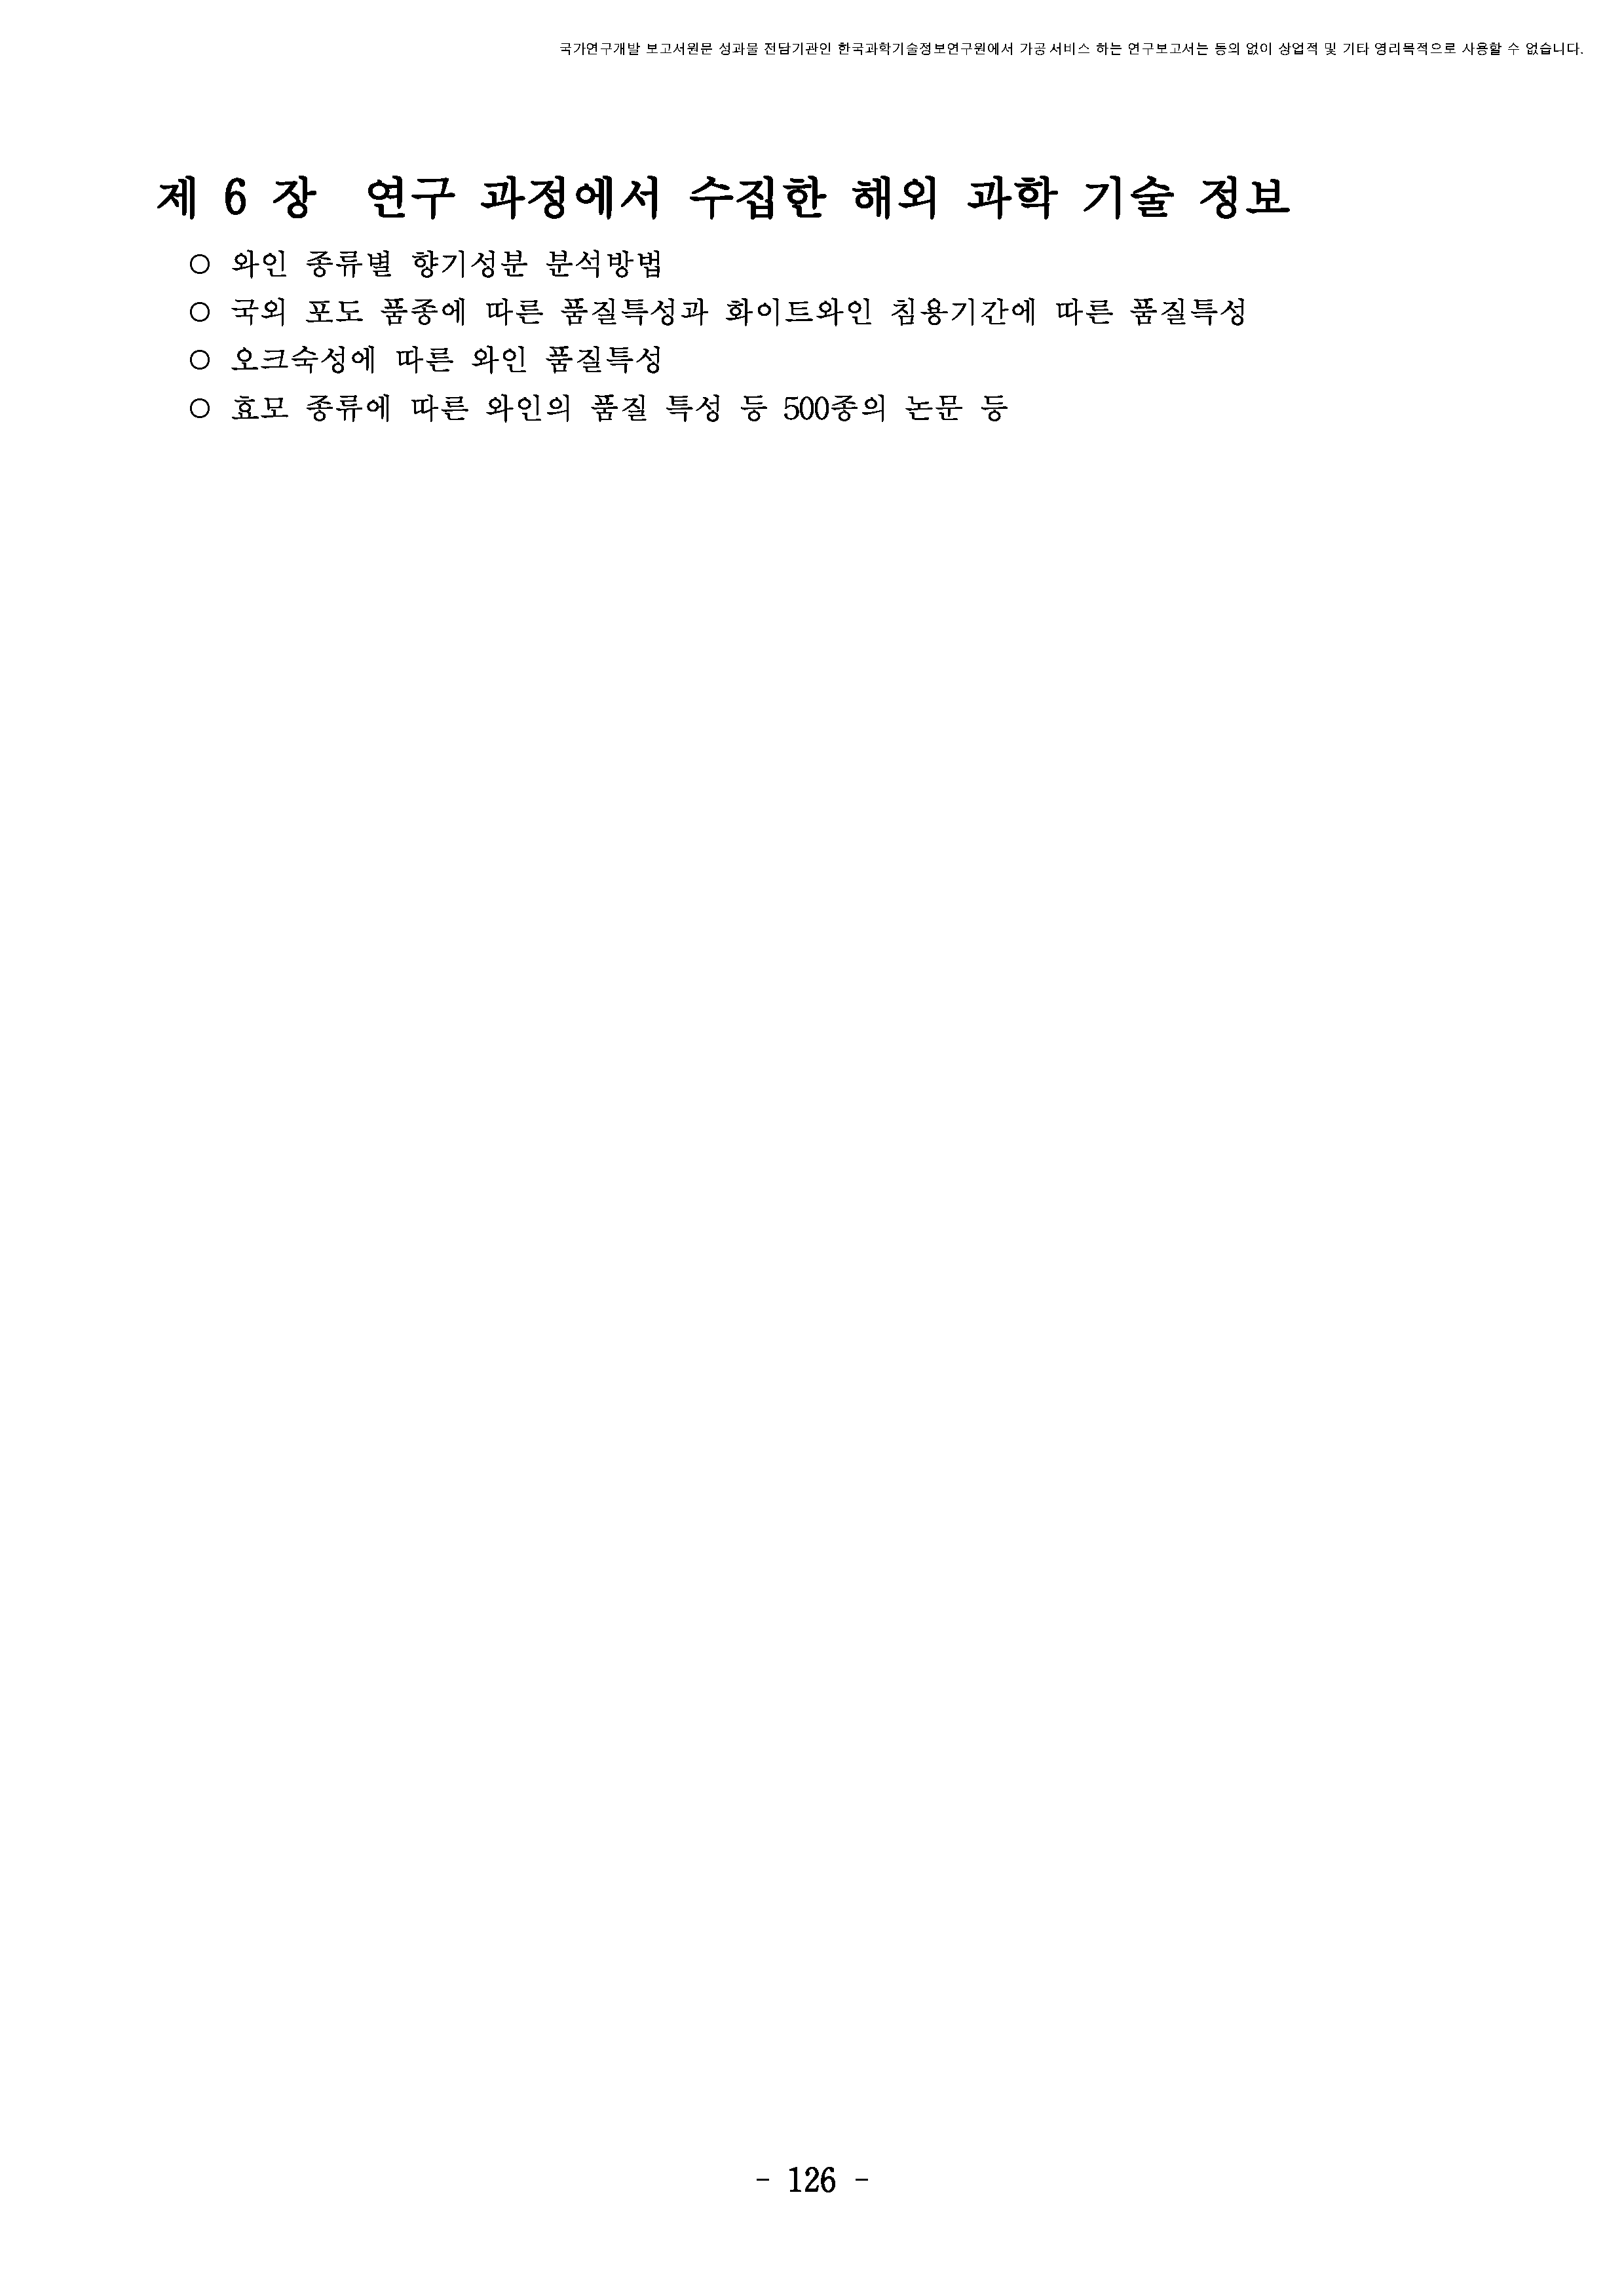 국가연구개발 보고서원문 성과물 전담기관인 한국과학기술정보연구원에서 가공·서비스 하는 연구보고서는 동의 없이 상업적 및 기타 영리목적으로 사용할 수 없습니다.
제 6 장 연구 과정에서 수집한 해외 과학 기술 정보
○ 와인 종류별 향기성분 분석방법
○ 국외 포도 품종에 따른 품질특성과 화이트와인 침용기간에 따른 품질특성
○ 오크숙성에 따른 와인 품질특성
○ 효모 종류에 따른 와인의 품질 특성 등 500종의 논문 등
- 126 -